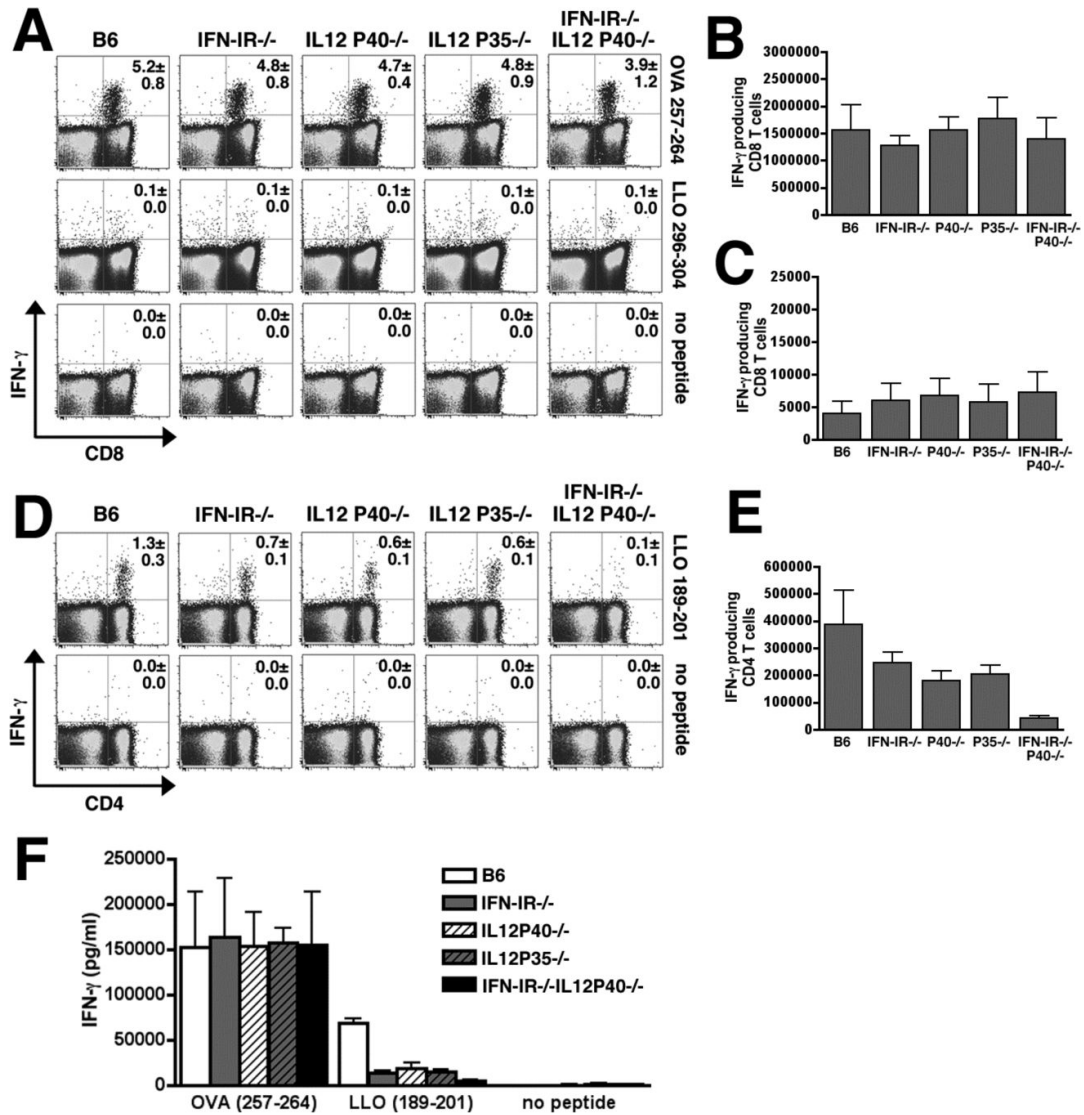 A
B6
IFN-IR-/-
IL12 P40-/-
IL12 P35-/-
IFN-IR-/-
IL12 P40-/-
5.2±
0.8
4.8±
0.8
4.7±
0.4
4.8±
0.9
3.9±
1.2
OVA 257-264
0.1±
0.0
0.1±
0.0
0.1±
0.0
0.1±
0.0
0.1±
0.0
LLO 296-304
0.0±
0.0
0.0±
0.0
0.0±
0.0
0.0±
0.0
0.0±
0.0
no peptide
IFN-γ
CD8
B
IFN-γ producing
CD8 T cells
3000000
2500000
2000000
1500000
1000000
500000
0
B6
IFN-IR-/-
P40-/-
P35-/-
IFN-IR-/-
P40-/-
C
IFN-γ producing
CD8 T cells
25000
20000
15000
10000
5000
0
B6
IFN-IR-/-
P40-/-
P35-/-
IFN-IR-/-
P40-/-
D
B6
IFN-IR-/-
IL12 P40-/-
IL12 P35-/-
IFN-IR-/-
IL12 P40-/-
1.3±
0.3
0.7±
0.1
0.6±
0.1
0.6±
0.1
0.1±
0.1
LLO 189-201
0.0±
0.0
0.0±
0.0
0.0±
0.0
0.0±
0.0
0.0±
0.0
no peptide
IFN-γ
CD4
E
IFN-γ producing
CD4 T cells
600000
500000
400000
300000
200000
100000
0
B6
IFN-IR-/-
P40-/-
P35-/-
IFN-IR-/-
P40-/-
F
IFN-γ (pg/ml)
250000
200000
150000
100000
50000
0
B6
IFN-IR-/-
IL12P40-/-
IL12P35-/-
IFN-IR-/-IL12P40-/-
OVA (257-264)
LLO (189-201)
no peptide